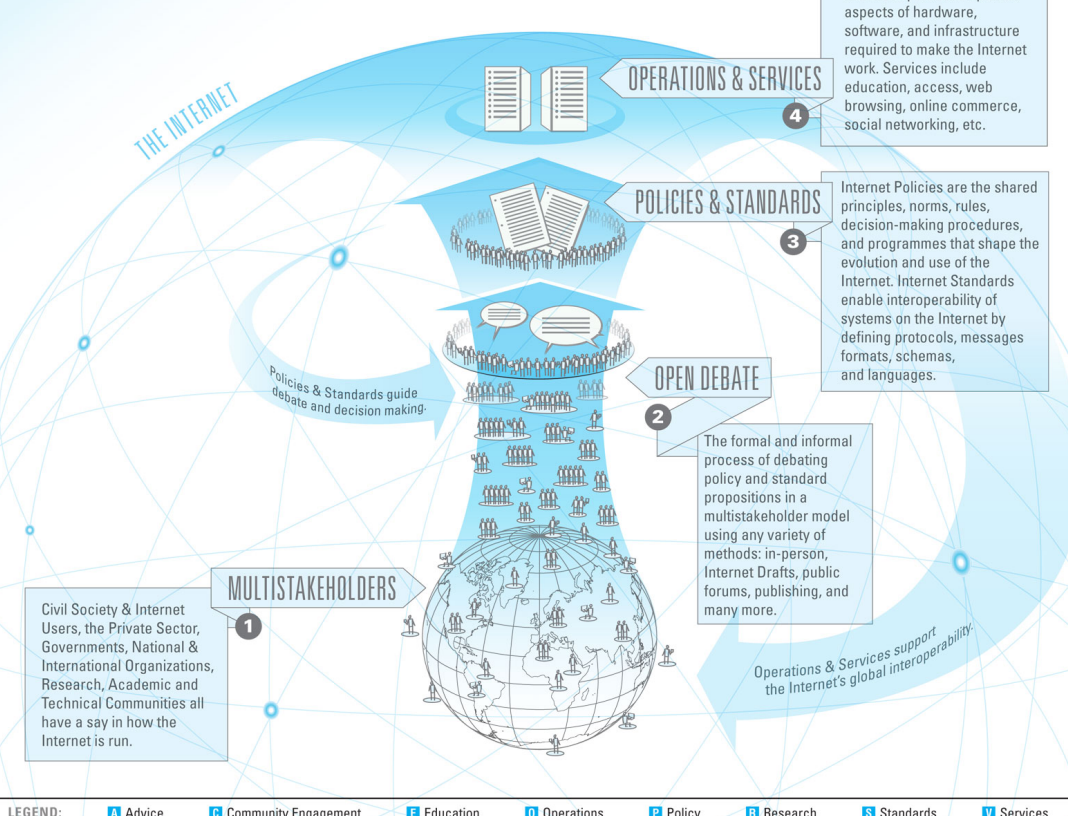 aspects of hardware,
software, and infrastructure
required to make the Internet
work. Services include
education, access, web
browsing, online commerce,
social networking, etc.
OPERATIONS & SERVICES
4
THE INTERNET
POLICIES & STANDARDS
3
Internet Policies are the shared
principles, norms, rules,
decision-making procedures,
and programmes that shape the
evolution and use of the
Internet. Internet Standards
enable interoperability of
systems on the Internet by
defining protocols, messages
formats, schemas,
and languages.
Policies & Standards guide
debate and decision making.
OPEN DEBATE
2
The formal and informal
process of debating
policy and standard
propositions in a
multistakeholder model
using any variety of
methods: in-person,
Internet Drafts, public
forums, publishing, and
many more.
MULTISTAKEHOLDERS
1
Civil Society & Internet
Users, the Private Sector,
Governments, National &
International Organizations,
Research, Academic and
Technical Communities all
have a say in how the
Internet is run.
Operations & Services support
the Internet's global interoperability.
LEGEND: A Advice C Community Engagement E Education O Operations P Policy R Research S Standards V Services